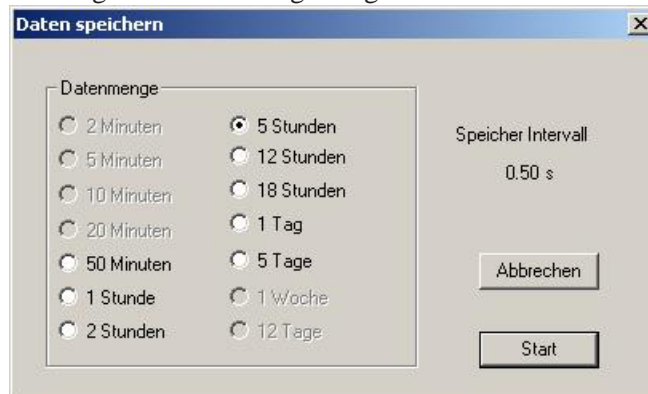 Daten speichern
Datenmenge
2 Minuten
5 Minuten
10 Minuten
20 Minuten
50 Minuten
1 Stunde
2 Stunden
5 Stunden
12 Stunden
18 Stunden
1 Tag
5 Tage
1 Woche
12 Tage
Speicher Intervall
0.50 s
Abbrechen
Start